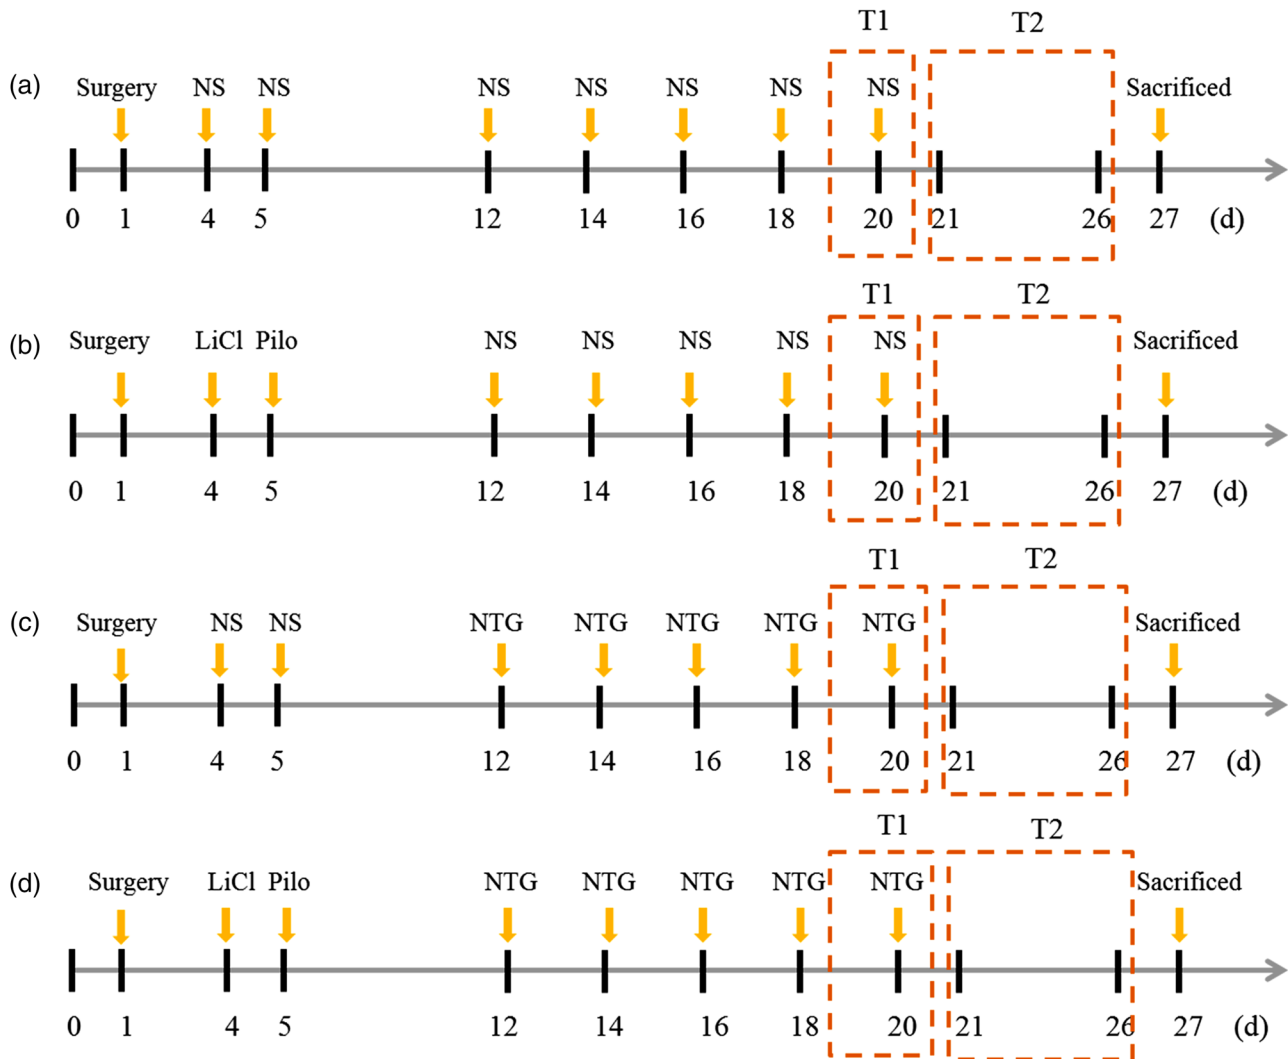 T1 T2
(a) Surgery NS NS NS NS NS NS NS Sacrificed
0 1 4 5 12 14 16 18 20 21 26 27 (d)
T1 T2
(b) Surgery LiCl Pilo NS NS NS NS NS Sacrificed
0 1 4 5 12 14 16 18 20 21 26 27 (d)
T1 T2
(c) Surgery NS NS NTG NTG NTG NTG NTG Sacrificed
0 1 4 5 12 14 16 18 20 21 26 27 (d)
T1 T2
(d) Surgery LiCl Pilo NTG NTG NTG NTG NTG Sacrificed
0 1 4 5 12 14 16 18 20 21 26 27 (d)